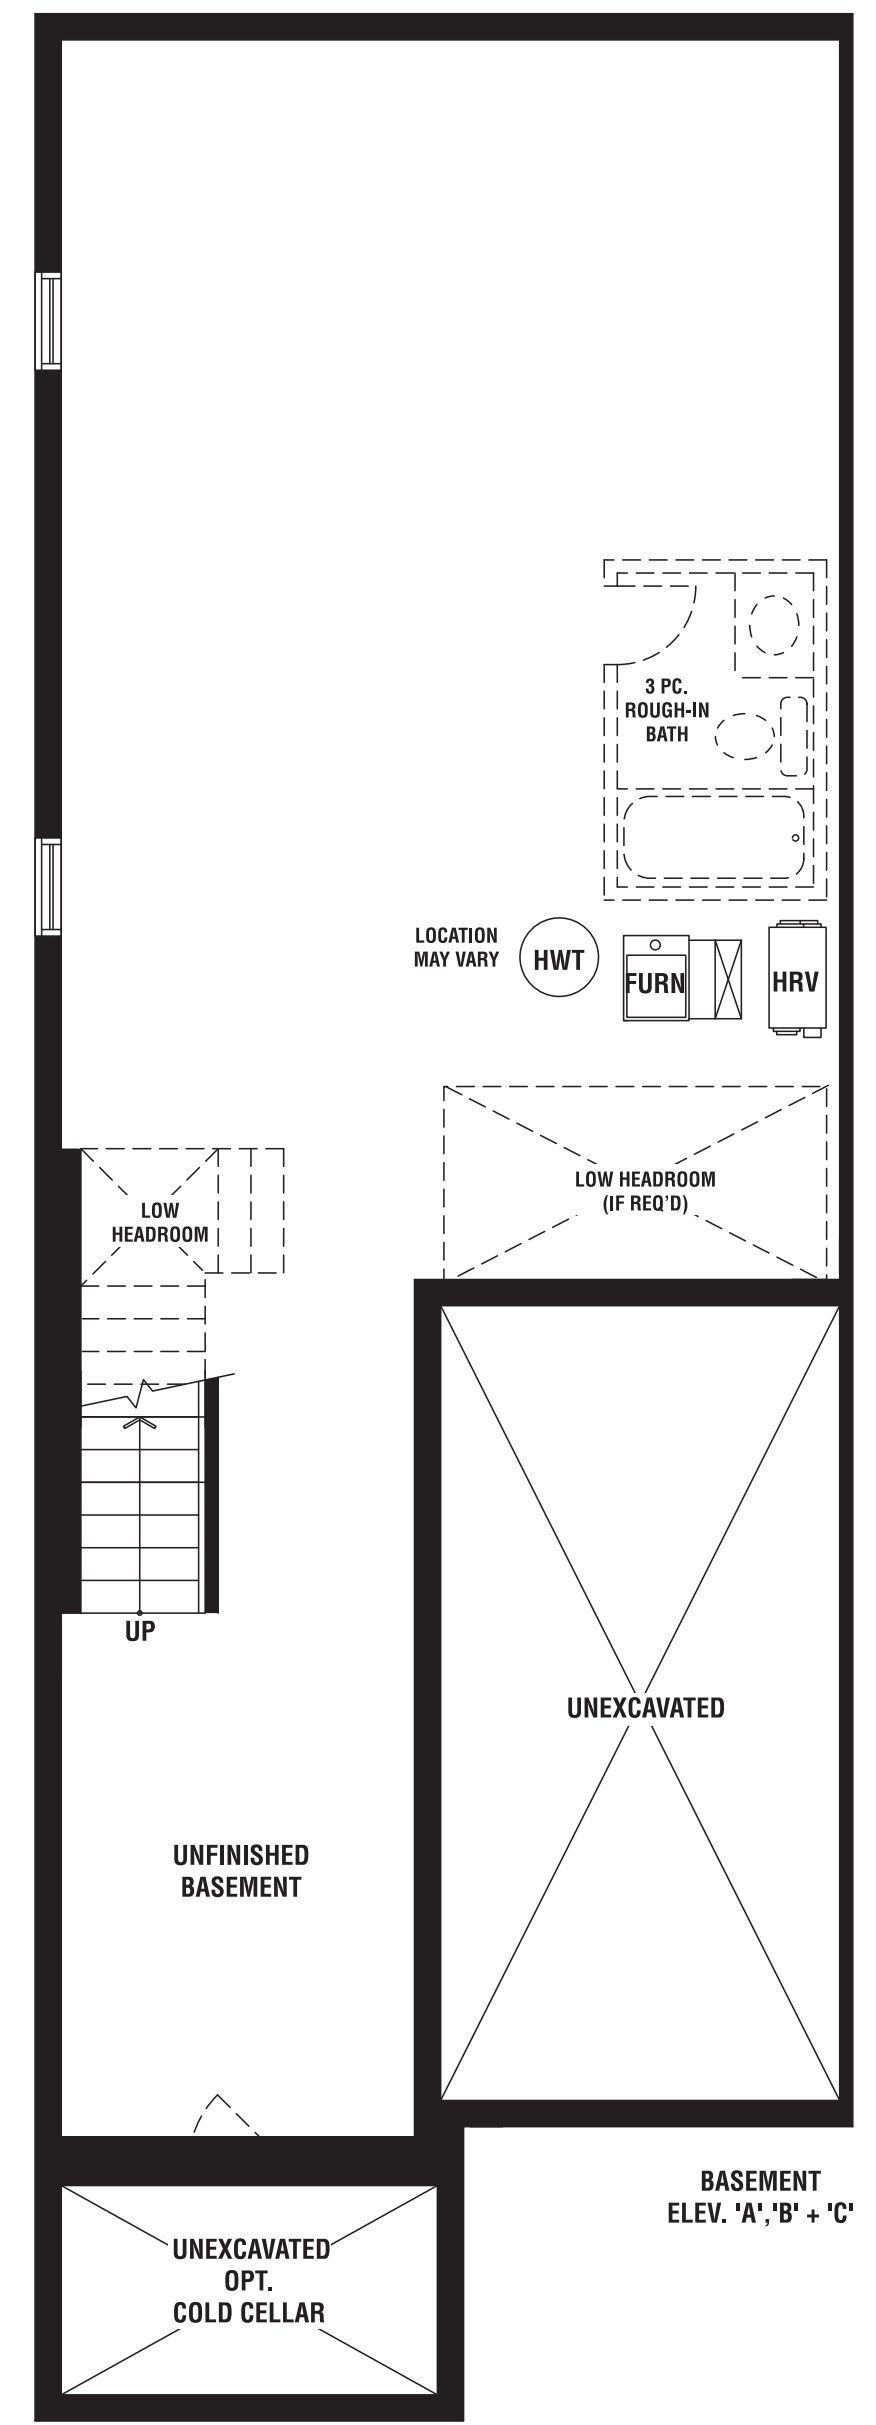 3 PC.
ROUGH-IN
BATH
LOCATION
MAY VARY
HWT
FURN
HRV
LOW HEADROOM
(IF REQ'D)
LOW
HEADROOM
UP
UNEXCAVATED
UNFINISHED
BASEMENT
BASEMENT
ELEV. 'A','B' + 'C'
UNEXCAVATED
OPT.
COLD CELLAR